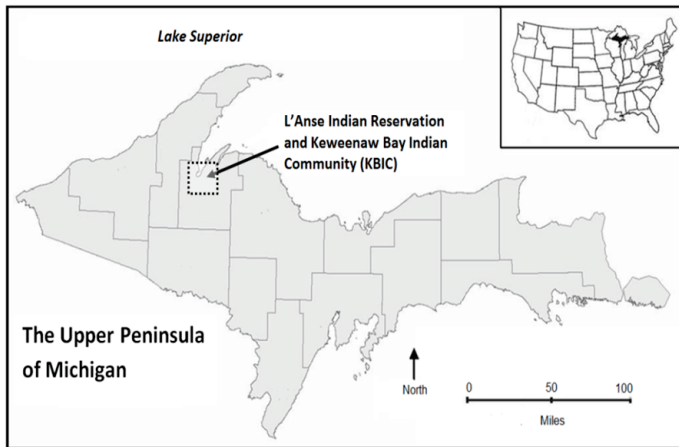 Lake Superior
L'Anse Indian Reservation
and Keweenaw Bay Indian
Community (KBIC)
The Upper Peninsula
of Michigan
North
0 50 100
Miles